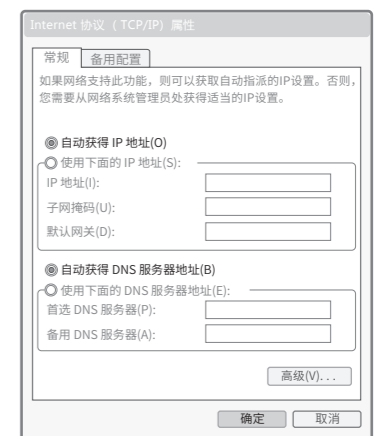 Internet 协议 （TCP/IP）属性
常规 备用配置
如果网络支持此功能，则可以获取自动指派的IP设置。否则，
您需要从网络系统管理员处获得适当的IP设置。
自动获得 IP 地址(O)
使用下面的 IP 地址(S):
IP 地址(I):
子网掩码(U):
默认网关(D):
自动获得 DNS 服务器地址(B)
使用下面的 DNS 服务器地址(E):
首选 DNS 服务器(P):
备用 DNS 服务器(A):
高级(V)...
确定 取消